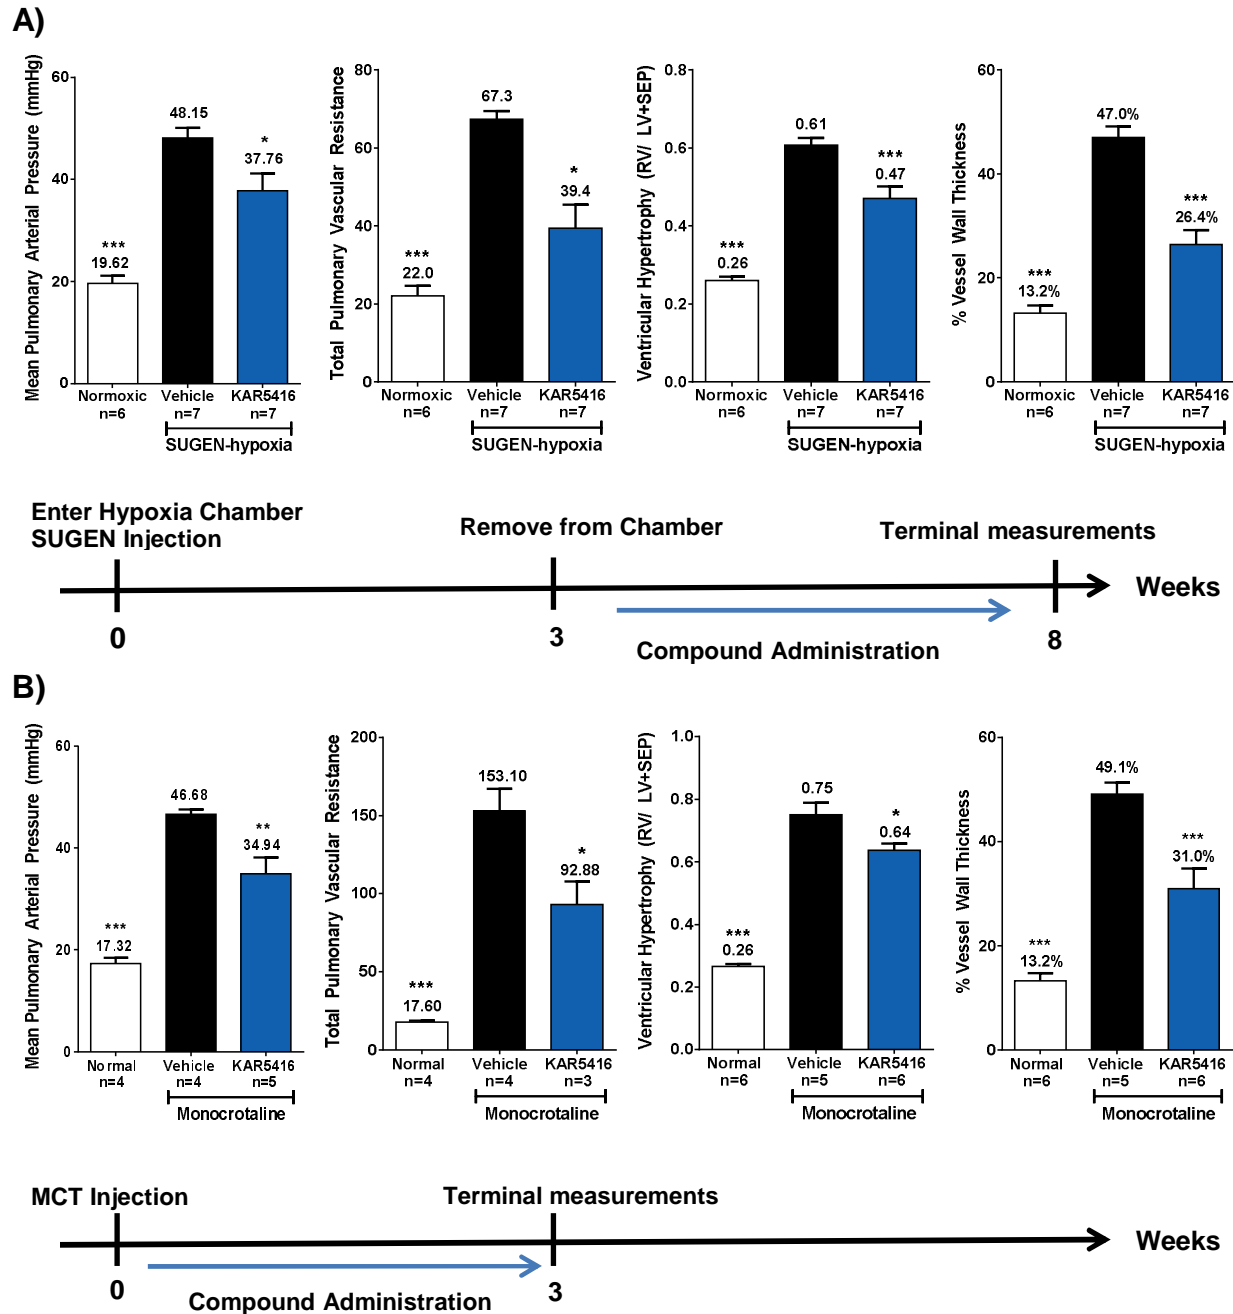 A)
Mean Pulmonary Arterial Pressure (mmHg)
60
40
20
0
***
19.62
48.15
*
37.76
Normoxic
n=6
Vehicle
n=7
KAR5416
n=7
SUGEN-hypoxia
Total Pulmonary Vascular Resistance
80
60
40
20
0
***
22.0
67.3
*
39.4
Normoxic
n=6
Vehicle
n=7
KAR5416
n=7
SUGEN-hypoxia
Ventricular Hypertrophy (RV/ LV+SEP)
0.8
0.6
0.4
0.2
0.0
***
0.26
0.61
***
0.47
Normoxic
n=6
Vehicle
n=7
KAR5416
n=7
SUGEN-hypoxia
% Vessel Wall Thickness
60
40
20
0
***
13.2%
47.0%
***
26.4%
Normoxic
n=6
Vehicle
n=7
KAR5416
n=7
SUGEN-hypoxia
Enter Hypoxia Chamber
SUGEN Injection
Remove from Chamber
Terminal measurements
Weeks
0
3
8
Compound Administration
B)
Mean Pulmonary Arterial Pressure (mmHg)
60
40
20
0
***
17.32
46.68
**
34.94
Normal
n=4
Vehicle
n=4
KAR5416
n=5
Monocrotaline
Total Pulmonary Vascular Resistance
200
150
100
50
0
***
17.60
153.10
*
92.88
Normal
n=4
Vehicle
n=4
KAR5416
n=3
Monocrotaline
Ventricular Hypertrophy (RV/ LV+SEP)
1.0
0.8
0.6
0.4
0.2
0.0
***
0.26
0.75
*
0.64
Normal
n=6
Vehicle
n=5
KAR5416
n=6
Monocrotaline
% Vessel Wall Thickness
60
40
20
0
***
13.2%
49.1%
***
31.0%
Normal
n=6
Vehicle
n=5
KAR5416
n=6
Monocrotaline
MCT Injection
Terminal measurements
Weeks
0
3
Compound Administration